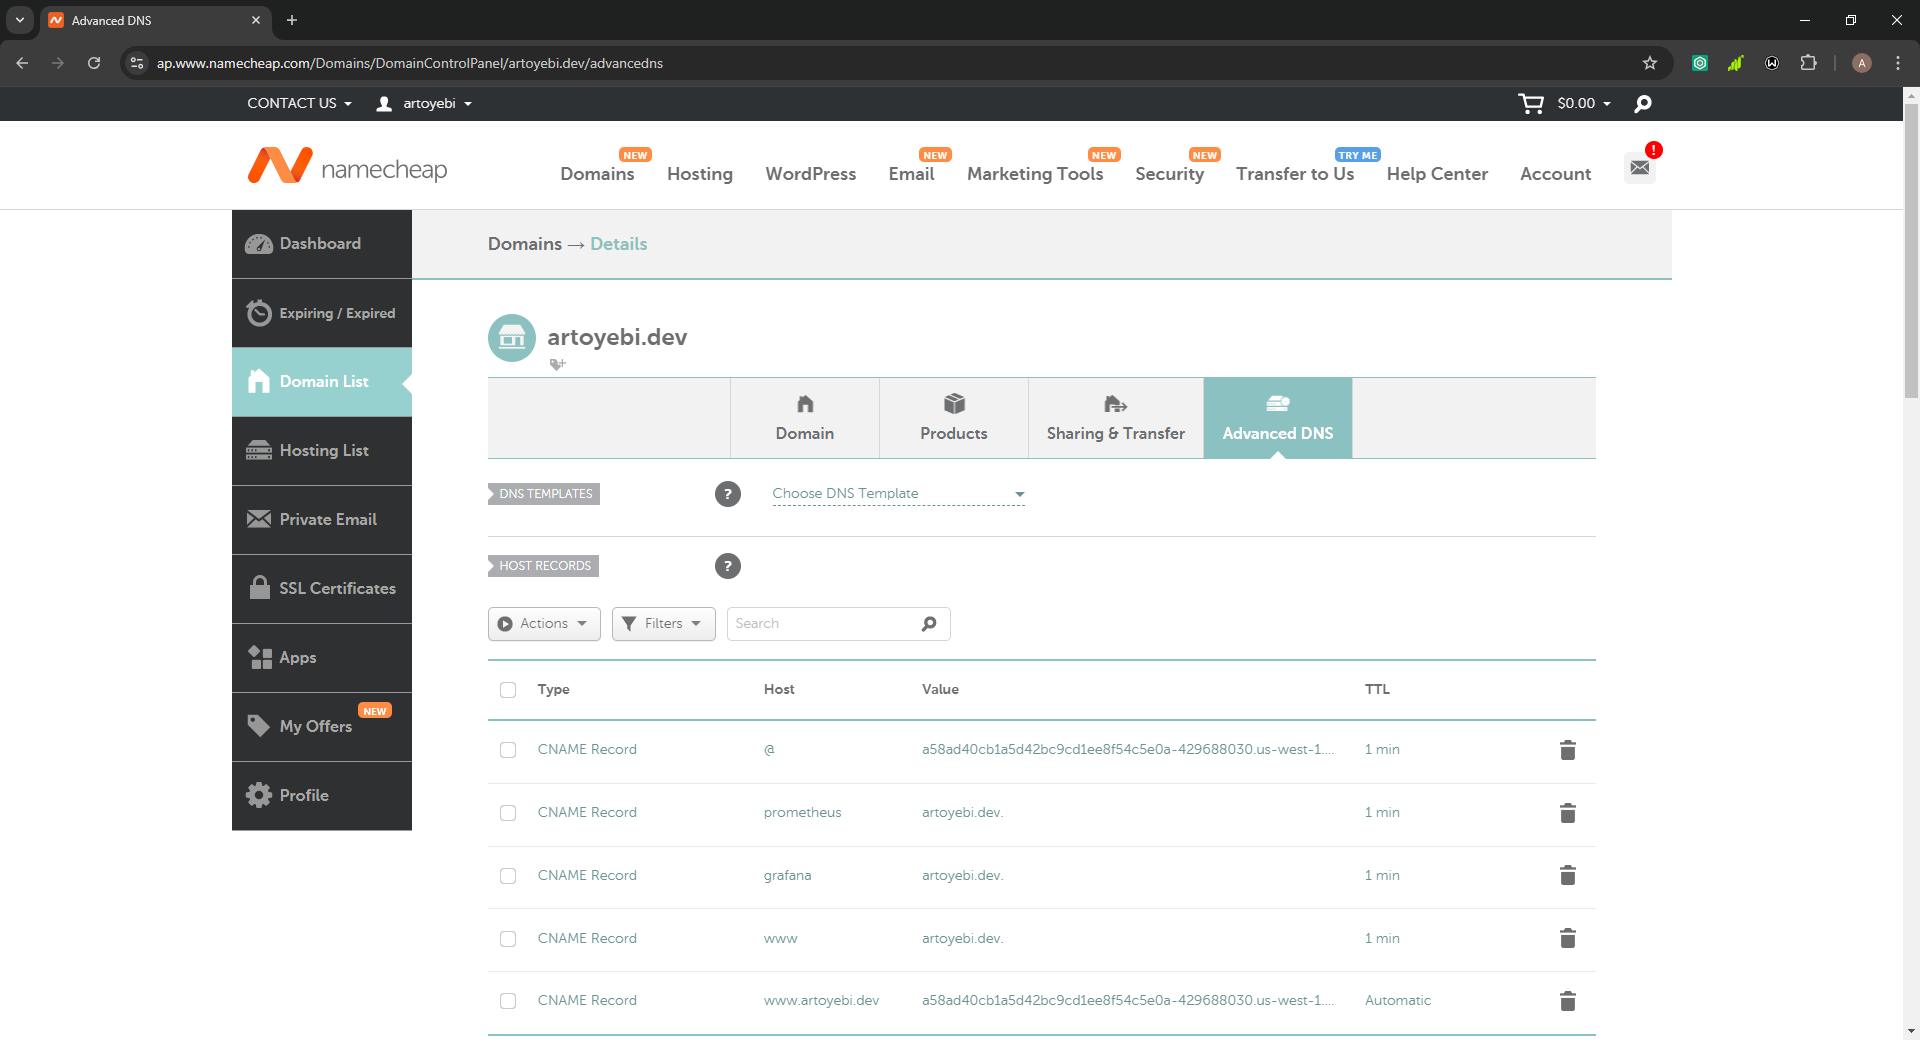 Advanced DNS
ap.www.namecheap.com/Domains/DomainControlPanel/artoyebi.dev/advancedns
A
CONTACT US
artoyebi
$0.00
namecheap
Domains
NEW
Hosting
WordPress
Email
NEW
Marketing Tools
NEW
Security
NEW
Transfer to Us
TRY ME
Help Center
Account
!
Dashboard
Expiring / Expired
Domain List
Hosting List
Private Email
SSL Certificates
Apps
My Offers
NEW
Profile
Domains → Details
artoyebi.dev
Domain
Products
Sharing & Transfer
Advanced DNS
DNS TEMPLATES
?
Choose DNS Template
HOST RECORDS
?
Actions
Filters
Search
Type Host Value TTL
CNAME Record @ a58ad40cb1a5d42bc9cd1ee8f54c5e0a-429688030.us-west-1.... 1 min
CNAME Record prometheus artoyebi.dev. 1 min
CNAME Record grafana artoyebi.dev. 1 min
CNAME Record www artoyebi.dev. 1 min
CNAME Record www.artoyebi.dev a58ad40cb1a5d42bc9cd1ee8f54c5e0a-429688030.us-west-1.... Automatic